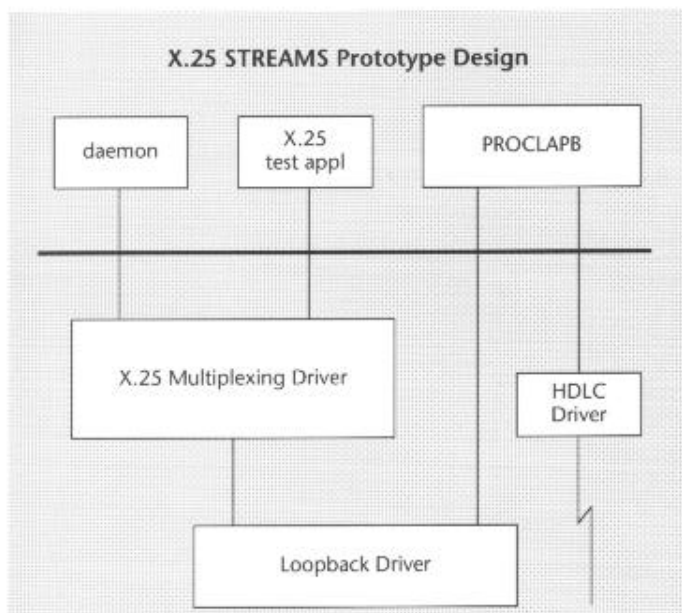 X.25 STREAMS Prototype Design
daemon
X.25
test appl
PROCLAPB
X.25 Multiplexing Driver
HDLC
Driver
Loopback Driver